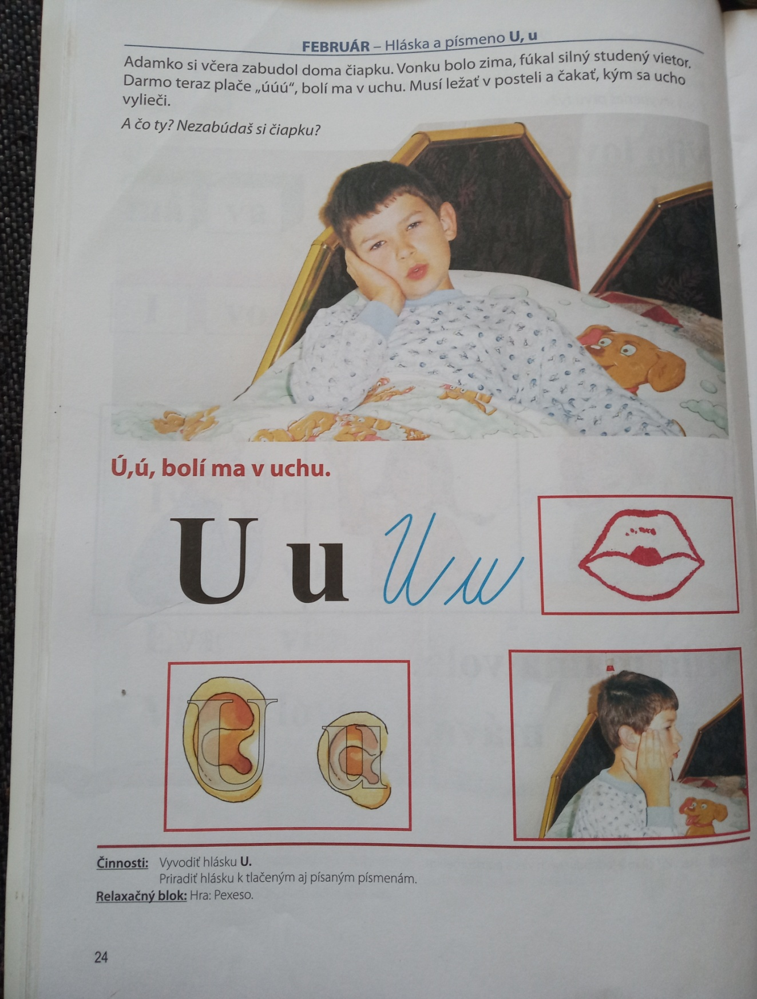 FEBRUÁR – Hláska a písmeno U, u
Adamko si včera zabudol doma čiapku. Vonku bolo zima, fúkal silný studený vietor.
Darmo teraz plače „úúú“, bolí ma v uchu. Musí ležať v posteli a čakať, kým sa ucho
vylieči.
A čo ty? Nezabúdaš si čiapku?
Ú,ú, bolí ma v uchu.
U u U u
U u
Činnosti: Vyvodiť hlásku U.
Priradiť hlásku k tlačeným aj písaným písmenám.
Relaxačný blok: Hra: Pexeso.
24